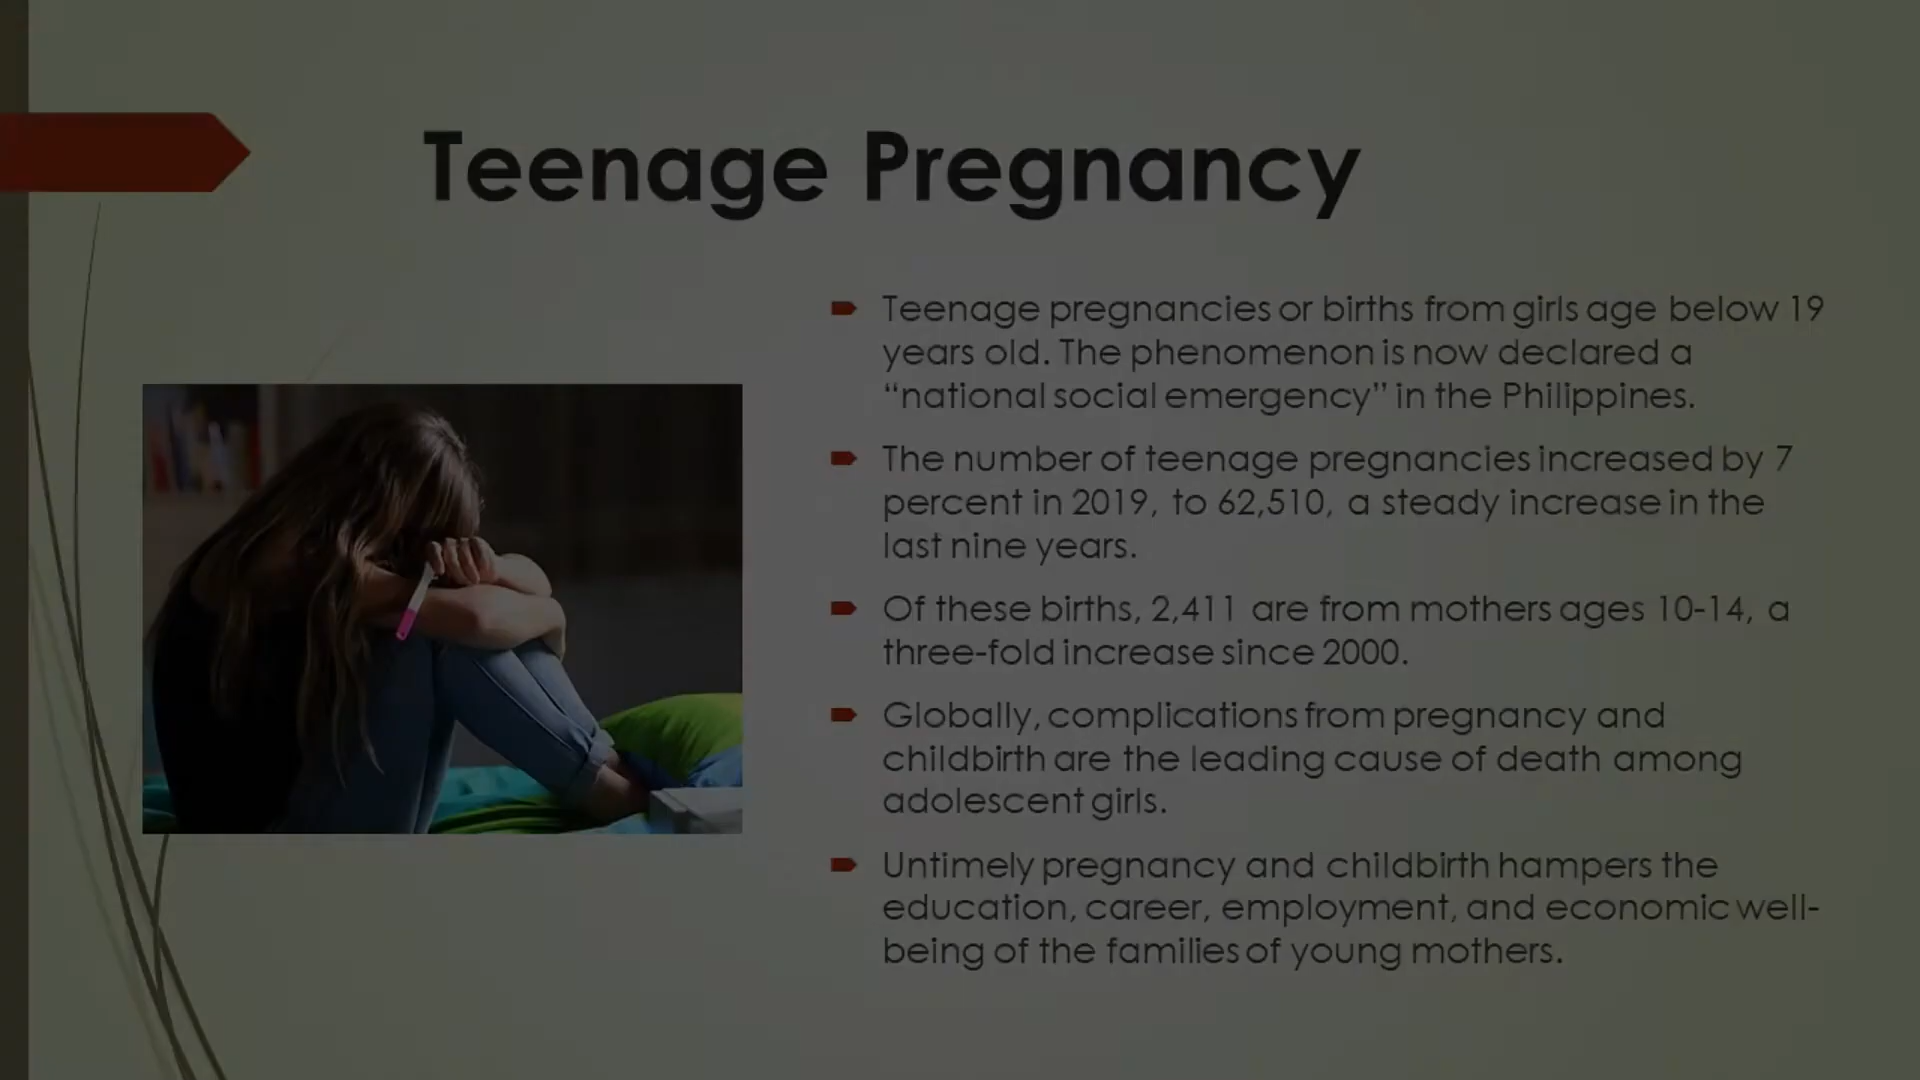 Teenage Pregnancy
Teenage pregnancies or births from girls age below 19
years old. The phenomenon is now declared a
“national social emergency” in the Philippines.
The number of teenage pregnancies increased by 7
percent in 2019, to 62,510, a steady increase in the
last nine years.
Of these births, 2,411 are from mothers ages 10-14, a
three-fold increase since 2000.
Globally, complications from pregnancy and
childbirth are the leading cause of death among
adolescent girls.
Untimely pregnancy and childbirth hampers the
education, career, employment, and economic well-
being of the families of young mothers.